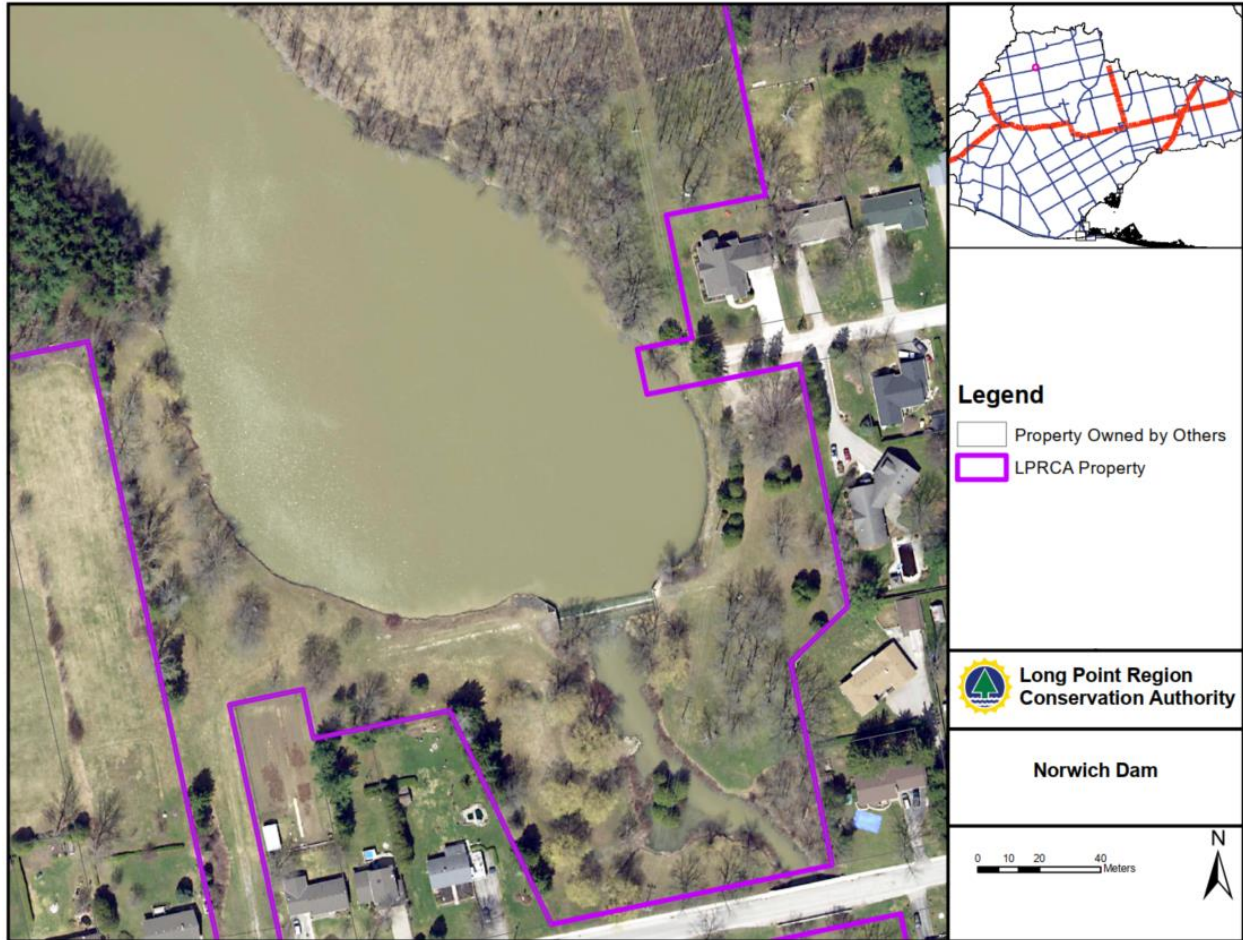 Legend
Property Owned by Others
LPRCA Property
Long Point Region
Conservation Authority
Norwich Dam
N
0 10 20 40
Meters